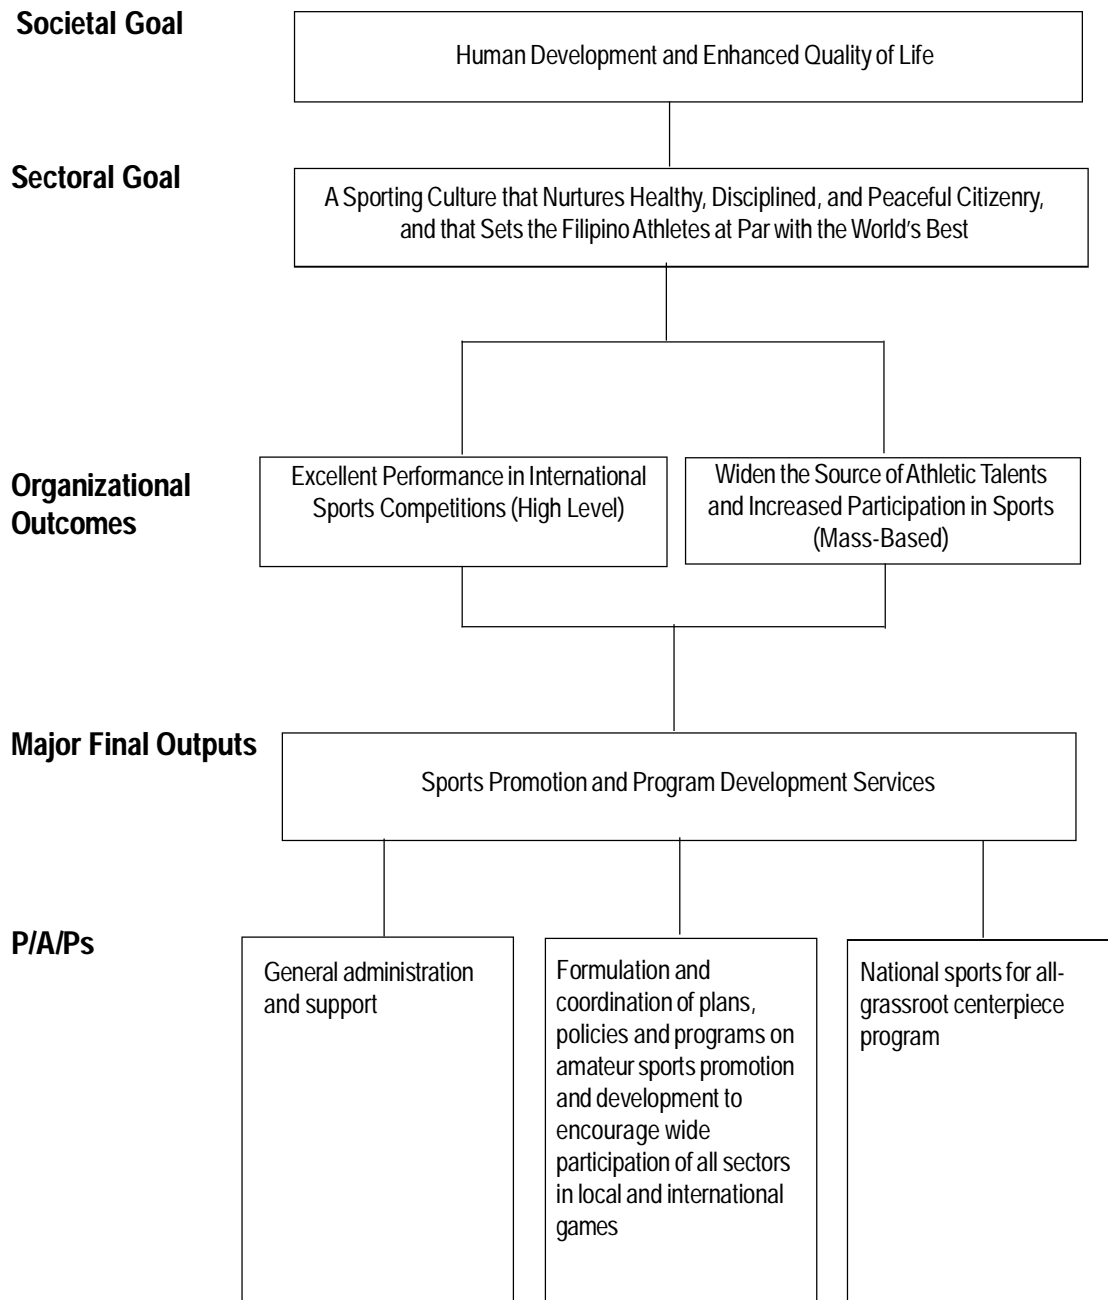 Societal Goal
Human Development and Enhanced Quality of Life
Sectoral Goal
A Sporting Culture that Nurtures Healthy, Disciplined, and Peaceful Citizenry,
and that Sets the Filipino Athletes at Par with the World's Best
Organizational
Outcomes
Excellent Performance in International
Sports Competitions (High Level)
Widen the Source of Athletic Talents
and Increased Participation in Sports
(Mass-Based)
Major Final Outputs
Sports Promotion and Program Development Services
P/A/Ps
General administration
and support
Formulation and
coordination of plans,
policies and programs on
amateur sports promotion
and development to
encourage wide
participation of all sectors
in local and international
games
National sports for all-
grassroot centerpiece
program